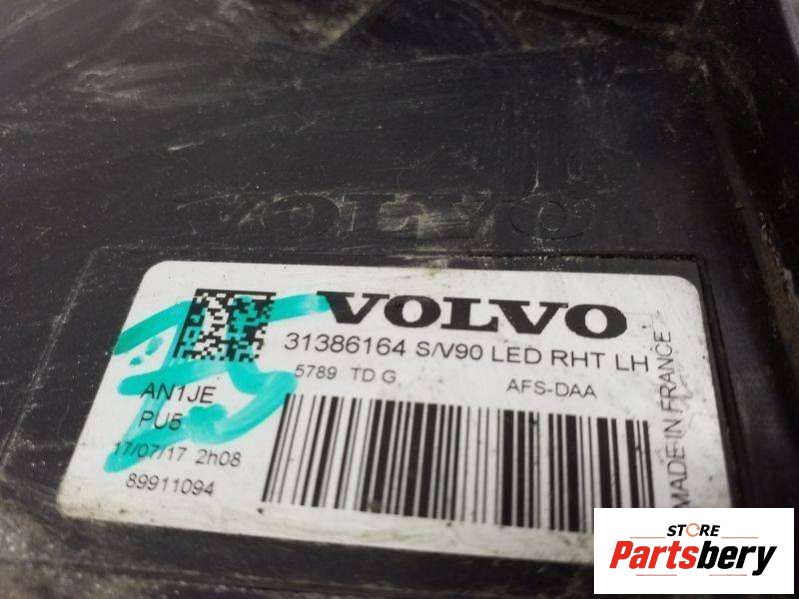 VOLVO
31386164 S/V90 LED RHT LH
5789 TD G AFS-DAA
AN1JE
PU5
17/07/17 2h08
89911094
MADE IN FRANCE
STORE
Partsbery